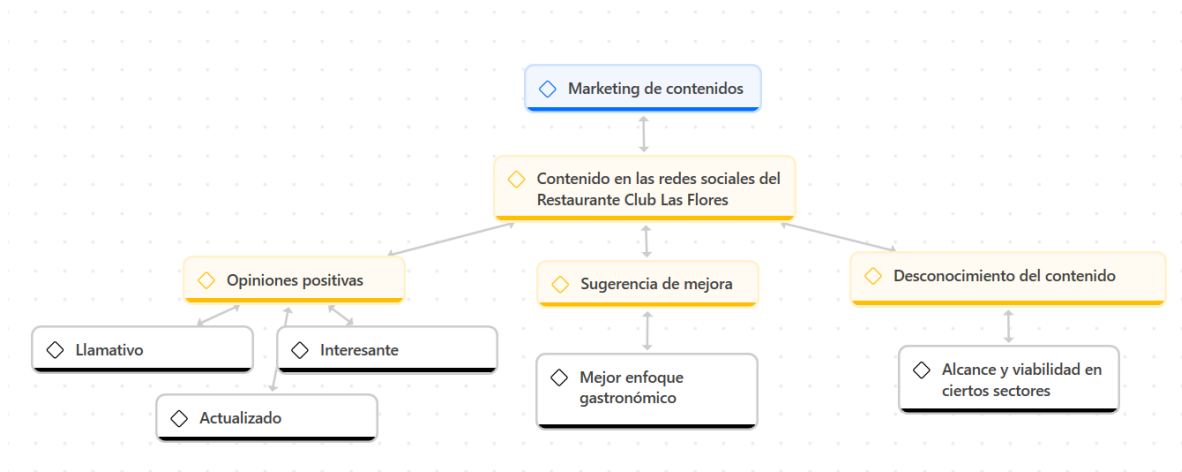 Marketing de contenidos
Contenido en las redes sociales del
Restaurante Club Las Flores
Opiniones positivas
Sugerencia de mejora
Desconocimiento del contenido
Llamativo
Interesante
Actualizado
Mejor enfoque
gastronómico
Alcance y viabilidad en
ciertos sectores